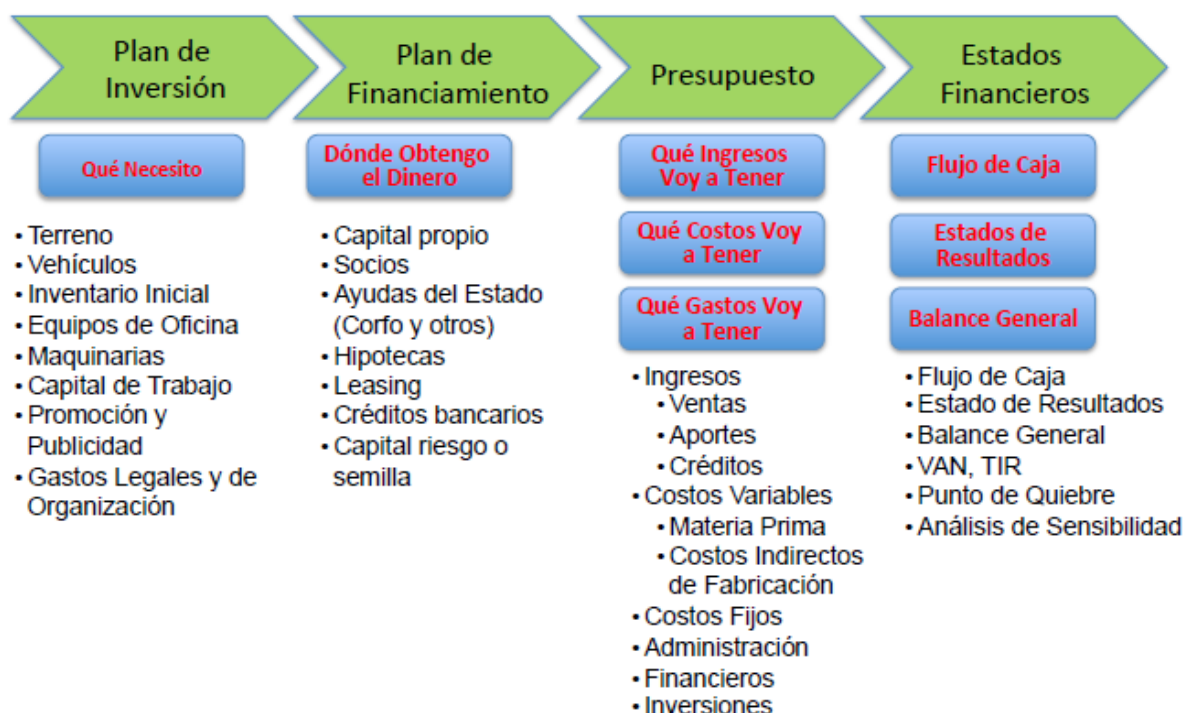 Plan de
Inversión
Qué Necesito
• Terreno
• Vehículos
• Inventario Inicial
• Equipos de Oficina
• Maquinarias
• Capital de Trabajo
• Promoción y
Publicidad
• Gastos Legales y de
Organización
Plan de
Financiamiento
Dónde Obtengo
el Dinero
• Capital propio
• Socios
• Ayudas del Estado
(Corfo y otros)
• Hipotecas
• Leasing
• Créditos bancarios
• Capital riesgo o
semilla
Presupuesto
Qué Ingresos
Voy a Tener
Qué Costos Voy
a Tener
Qué Gastos Voy
a Tener
• Ingresos
• Ventas
• Aportes
• Créditos
• Costos Variables
• Materia Prima
• Costos Indirectos
de Fabricación
• Costos Fijos
• Administración
• Financieros
• Inversiones
Estados
Financieros
Flujo de Caja
Estados de
Resultados
Balance General
• Flujo de Caja
• Estado de Resultados
• Balance General
• VAN, TIR
• Punto de Quiebre
• Análisis de Sensibilidad